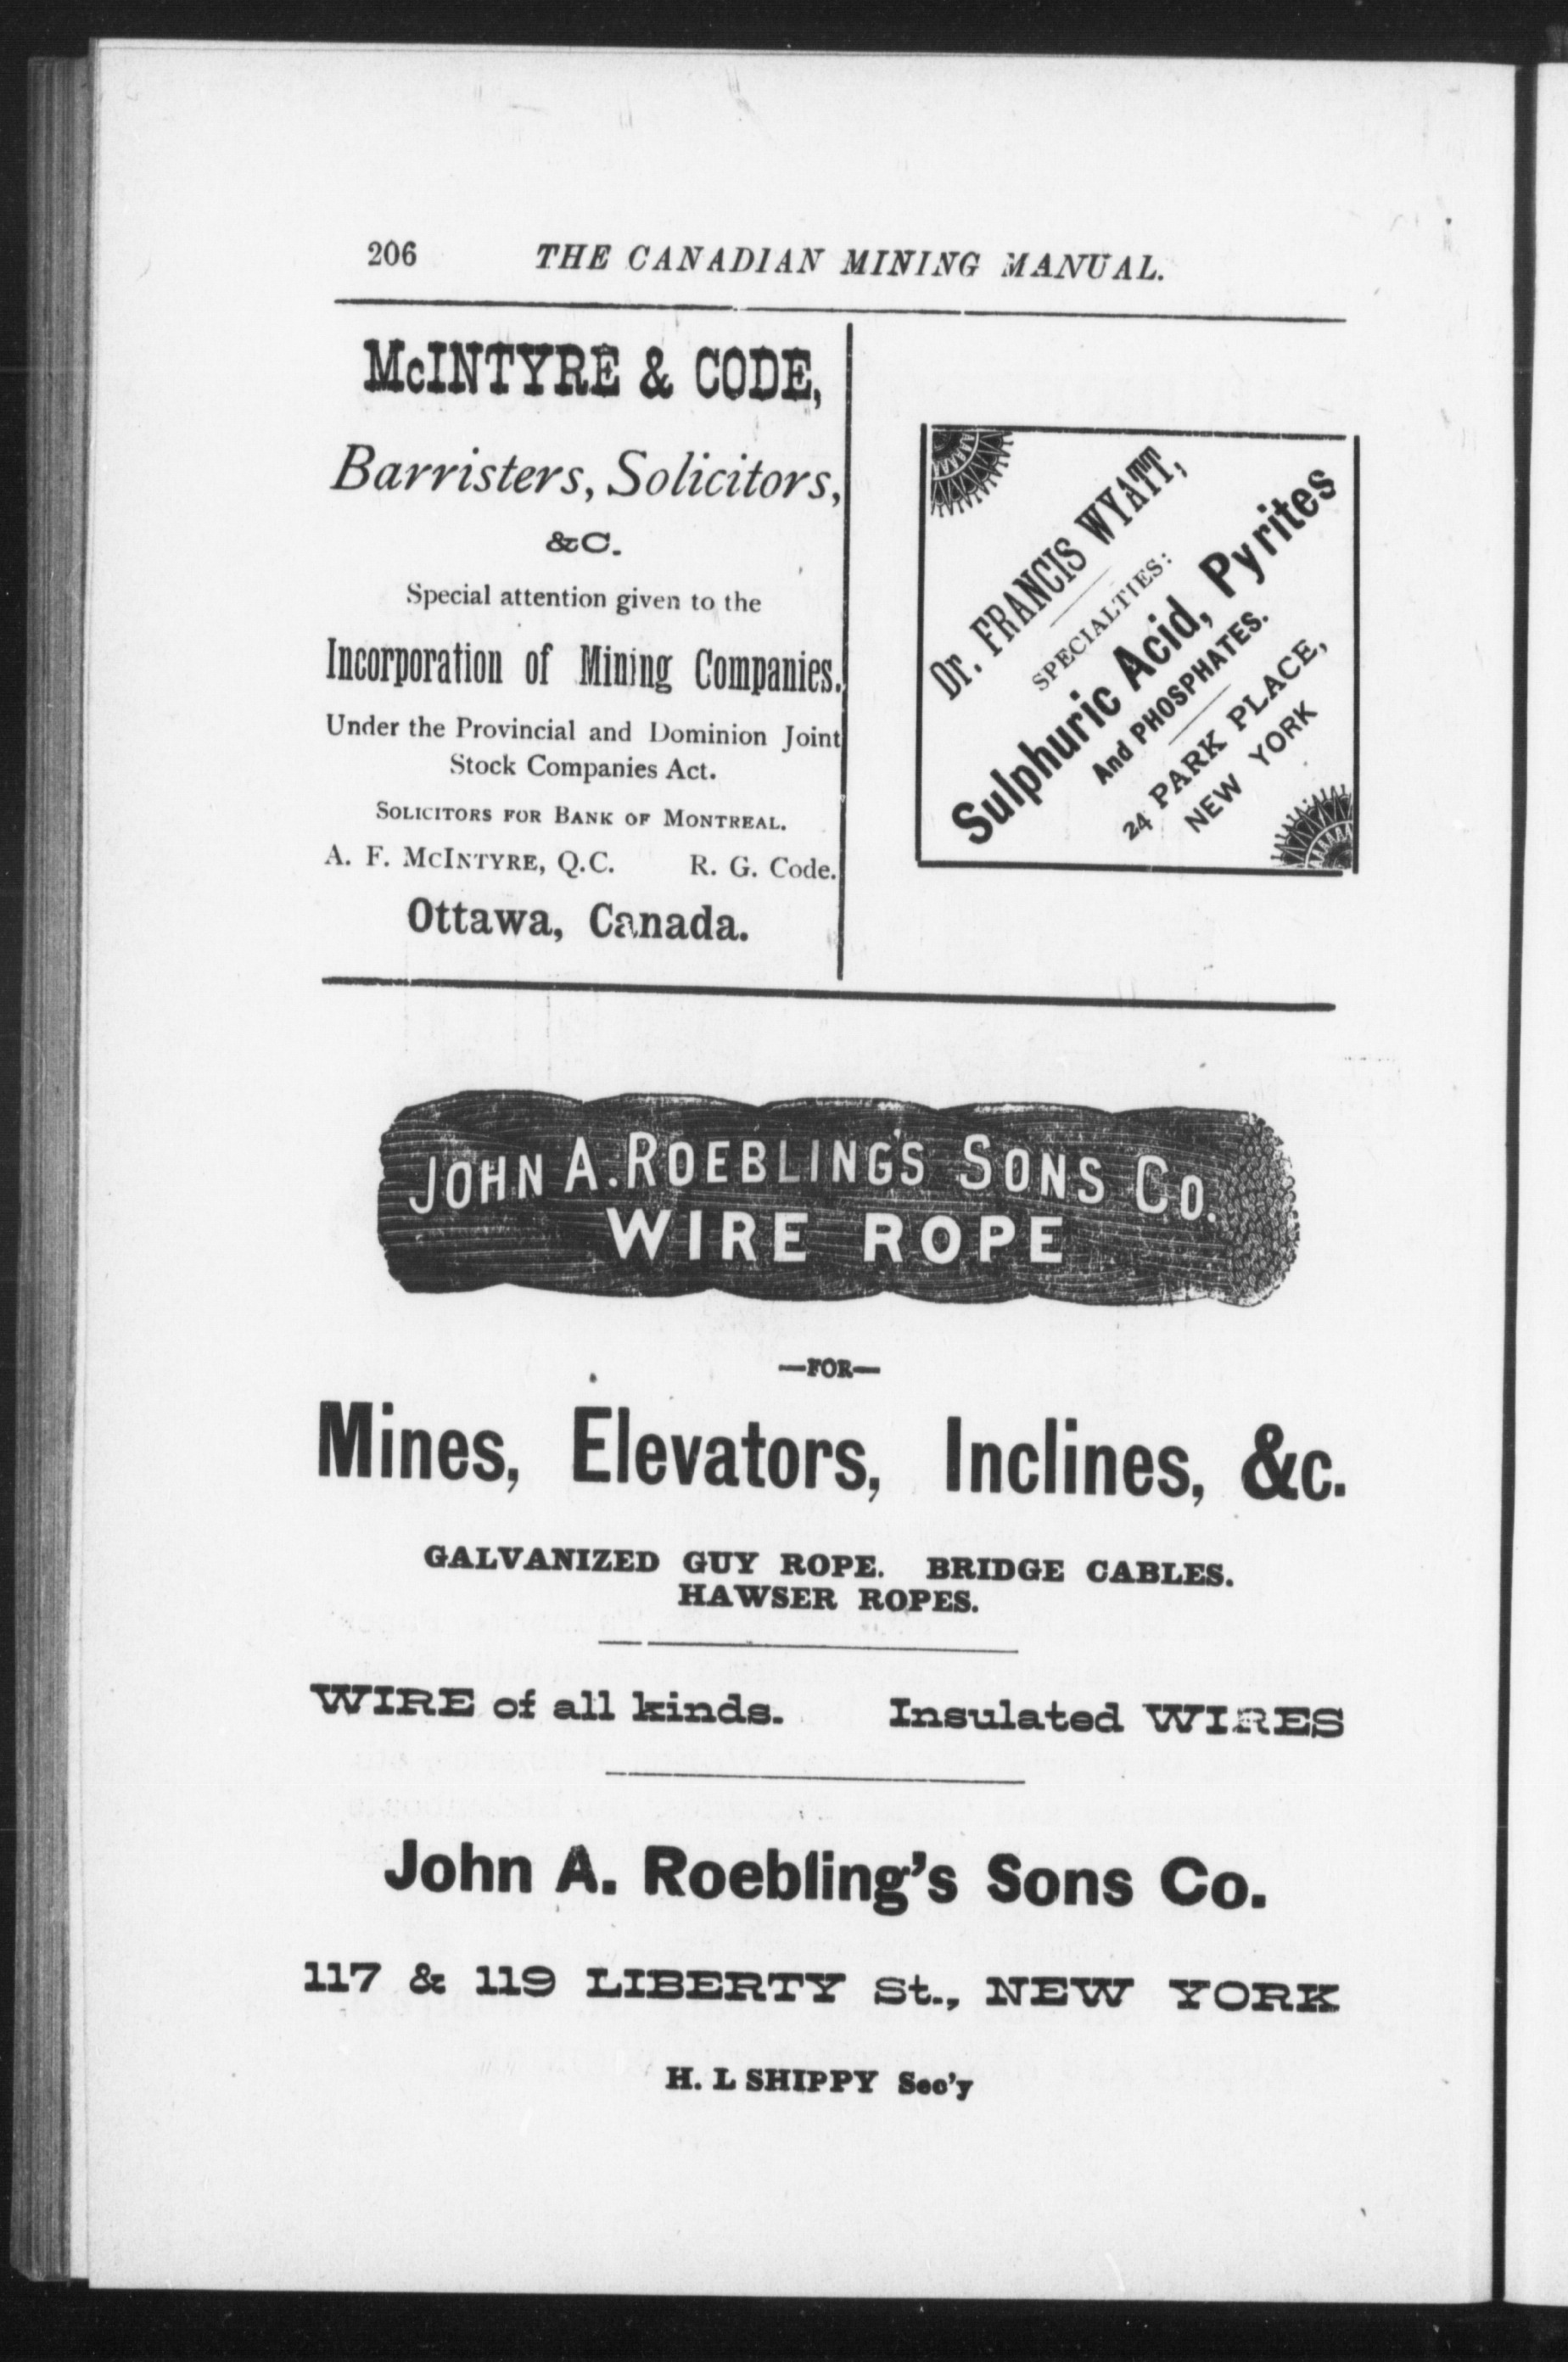 206 THE CANADIAN MINING MANUAL.
McINTYRE & CODE,
Barristers, Solicitors,
&C.
Special attention given to the
Incorporation of Mining Companies.
Under the Provincial and Dominion Joint
Stock Companies Act.
SOLICITORS FOR BANK OF MONTREAL.
A. F. MCINTYRE, Q.C. R. G. Code.
Ottawa, Canada.
Dr. FRANCIS WYATT,
SPECIALTIES:
Sulphuric Acid, Pyrites
And PHOSPHATES.
24 PARK PLACE,
NEW YORK
JOHN A. ROEBLING'S SONS CO.
WIRE ROPE
—FOR—
Mines, Elevators, Inclines, &c.
GALVANIZED GUY ROPE. BRIDGE CABLES.
HAWSER ROPES.
WIRE of all kinds. Insulated WIRES
John A. Roebling's Sons Co.
117 & 119 LIBERTY St., NEW YORK
H. L SHIPPY Sec'y